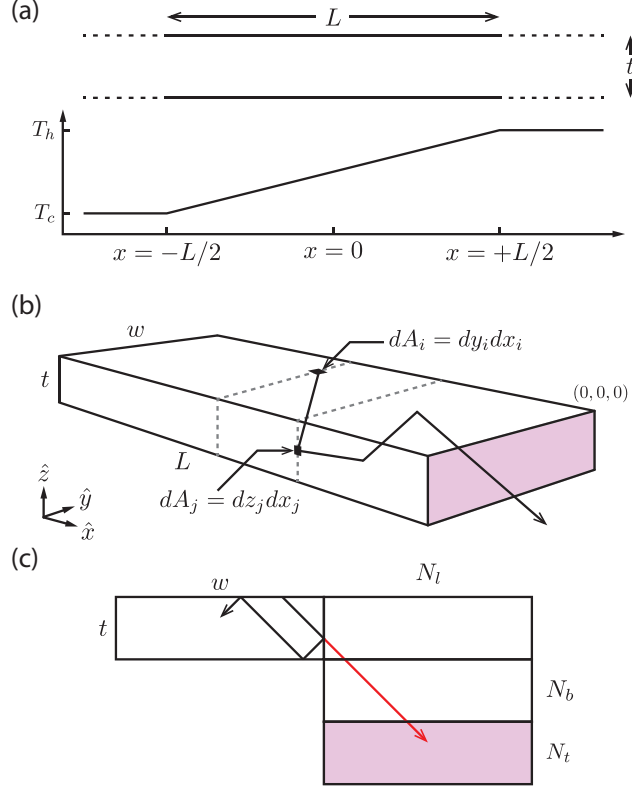 (a)
L
t
T_h
T_c
x = −L/2
x = 0
x = +L/2
(b)
w
dA_i = dy_i dx_i
t
(0, 0, 0)
L
dA_j = dz_j dx_j
ẑ
ŷ
x̂
(c)
N_l
w
t
N_b
N_t